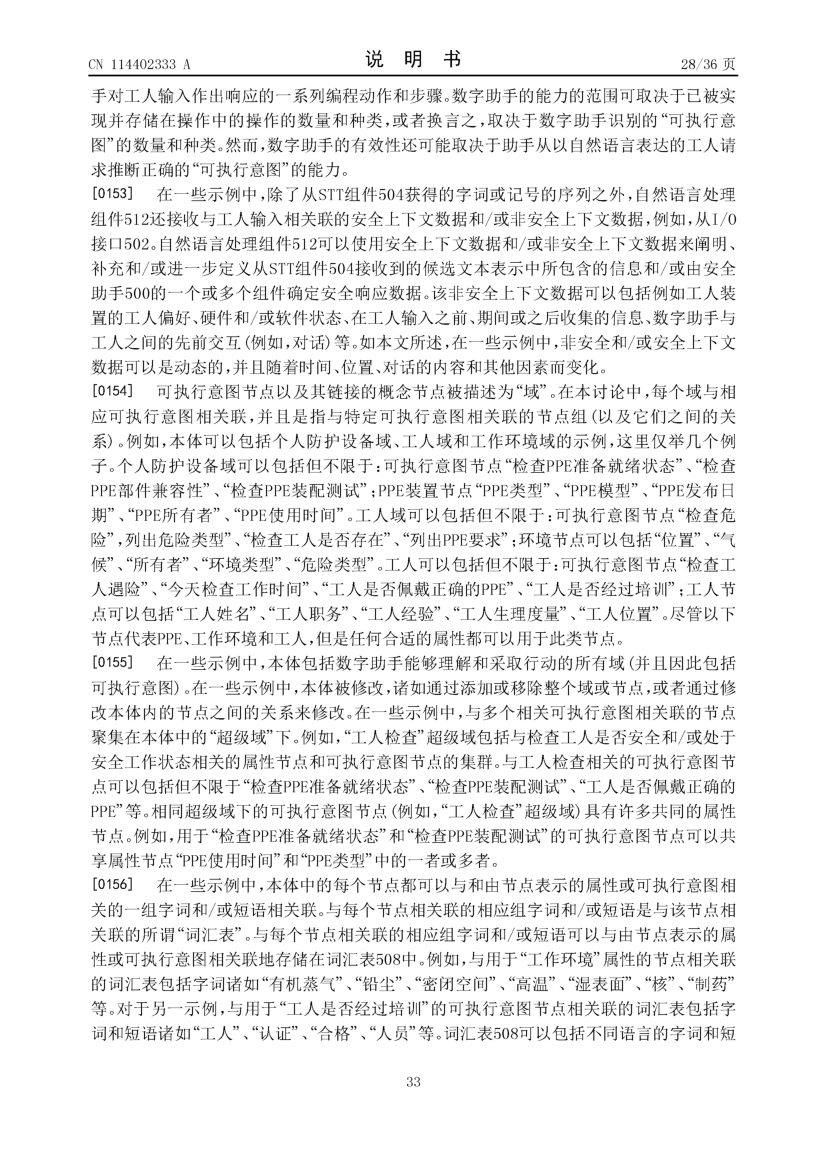 CN 114402333 A
说 明 书
28/36 页
手对工人输入作出响应的一系列编程动作和步骤。数字助手的能力的范围可取决于已被实
现并存储在操作中的操作的数量和种类,或者换言之,取决于数字助手识别的“可执行意
图”的数量和种类。然而,数字助手的有效性还可能取决于助手从以自然语言表达的工人请
求推断正确的“可执行意图”的能力。
[0153] 在一些示例中,除了从STT组件504获得的字词或记号的序列之外,自然语言处理
组件512还接收与工人输入相关联的安全上下文数据和/或非安全上下文数据,例如,从I/O
接口502。自然语言处理组件512可以使用安全上下文数据和/或非安全上下文数据来阐明、
补充和/或进一步定义从STT组件504接收到的候选文本表示中所包含的信息和/或由安全
助手500的一个或多个组件确定安全响应数据。该非安全上下文数据可以包括例如工人装
置的工人偏好、硬件和/或软件状态、在工人输入之前、期间或之后收集的信息、数字助手与
工人之间的先前交互(例如,对话)等。如本文所述,在一些示例中,非安全和/或安全上下文
数据可以是动态的,并且随着时间、位置、对话的内容和其他因素而变化。
[0154] 可执行意图节点以及其链接的概念节点被描述为“域”。在本讨论中,每个域与相
应可执行意图相关联,并且是指与特定可执行意图相关联的节点组(以及它们之间的关
系)。例如,本体可以包括个人防护设备域、工人域和工作环境域的示例,这里仅举几个例
子。个人防护设备域可以包括但不限于:可执行意图节点“检查PPE准备就绪状态”、“检查
PPE部件兼容性”、“检查PPE装配测试”;PPE装置节点“PPE类型”、“PPE模型”、“PPE发布日
期”、“PPE所有者”、“PPE使用时间”。工人域可以包括但不限于:可执行意图节点“检查危
险”,列出危险类型”、“检查工人是否存在”、“列出PPE要求”;环境节点可以包括“位置”、“气
候”、“所有者”、“环境类型”、“危险类型”。工人可以包括但不限于:可执行意图节点“检查工
人遇险”、“今天检查工作时间”、“工人是否佩戴正确的PPE”、“工人是否经过培训”;工人节
点可以包括“工人姓名”、“工人职务”、“工人经验”、“工人生理度量”、“工人位置”。尽管以下
节点代表PPE、工作环境和工人,但是任何合适的属性都可以用于此类节点。
[0155] 在一些示例中,本体包括数字助手能够理解和采取行动的所有域(并且因此包括
可执行意图)。在一些示例中,本体被修改,诸如通过添加或移除整个域或节点,或者通过修
改本体内的节点之间的关系来修改。在一些示例中,与多个相关可执行意图相关联的节点
聚集在本体中的“超级域”下。例如,“工人检查”超级域包括与检查工人是否安全和/或处于
安全工作状态相关的属性节点和可执行意图节点的集群。与工人检查相关的可执行意图节
点可以包括但不限于“检查PPE准备就绪状态”、“检查PPE装配测试”、“工人是否佩戴正确的
PPE”等。相同超级域下的可执行意图节点(例如,“工人检查”超级域)具有许多共同的属性
节点。例如,用于“检查PPE准备就绪状态”和“检查PPE装配测试”的可执行意图节点可以共
享属性节点“PPE使用时间”和“PPE类型”中的一者或多者。
[0156] 在一些示例中,本体中的每个节点都可以与和由节点表示的属性或可执行意图相
关的一组字词和/或短语相关联。与每个节点相关联的相应组字词和/或短语是与该节点相
关联的所谓“词汇表”。与每个节点相关联的相应组字词和/或短语可以与由节点表示的属
性或可执行意图相关联地存储在词汇表508中。例如,与用于“工作环境”属性的节点相关联
的词汇表包括字词诸如“有机蒸气”、“铅尘”、“密闭空间”、“高温”、“湿表面”、“核”、“制药”
等。对于另一示例,与用于“工人是否经过培训”的可执行意图节点相关联的词汇表包括字
词和短语诸如“工人”、“认证”、“合格”、“人员”等。词汇表508可以包括不同语言的字词和短
33